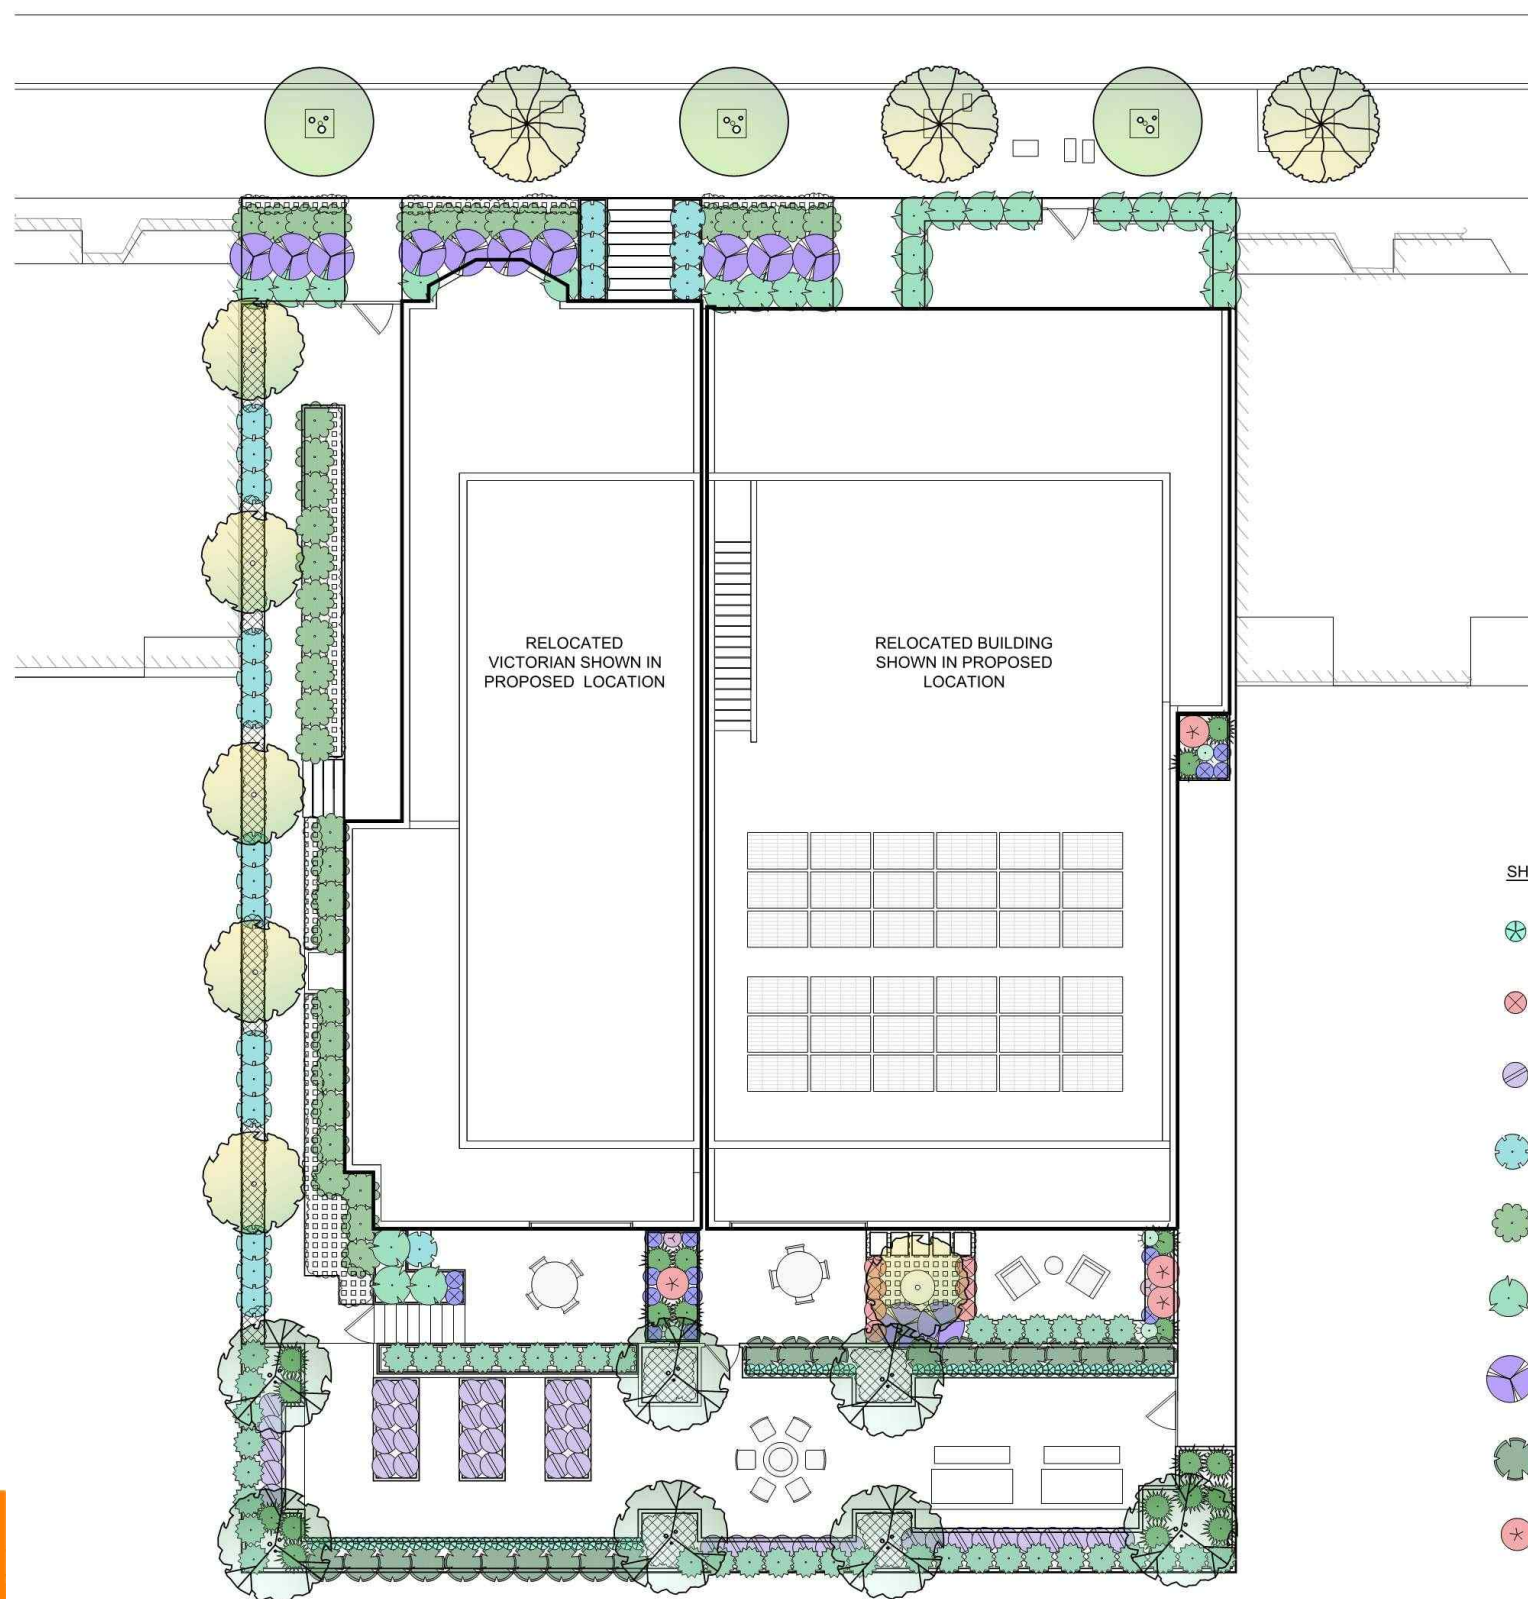 RELOCATED
VICTORIAN SHOWN IN
PROPOSED LOCATION
RELOCATED BUILDING
SHOWN IN PROPOSED
LOCATION
SH